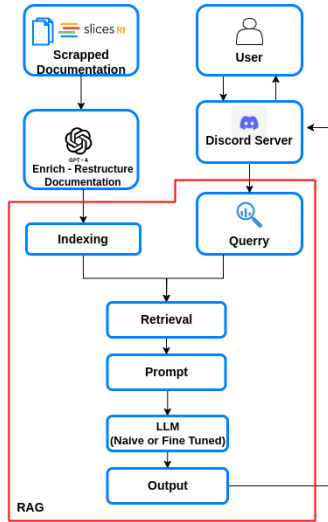 slices RI
Scrapped
Documentation
User
Discord Server
GPT - 4
Enrich - Restructure
Documentation
Indexing
Querry
Retrieval
Prompt
LLM
(Naive or Fine Tuned)
Output
RAG